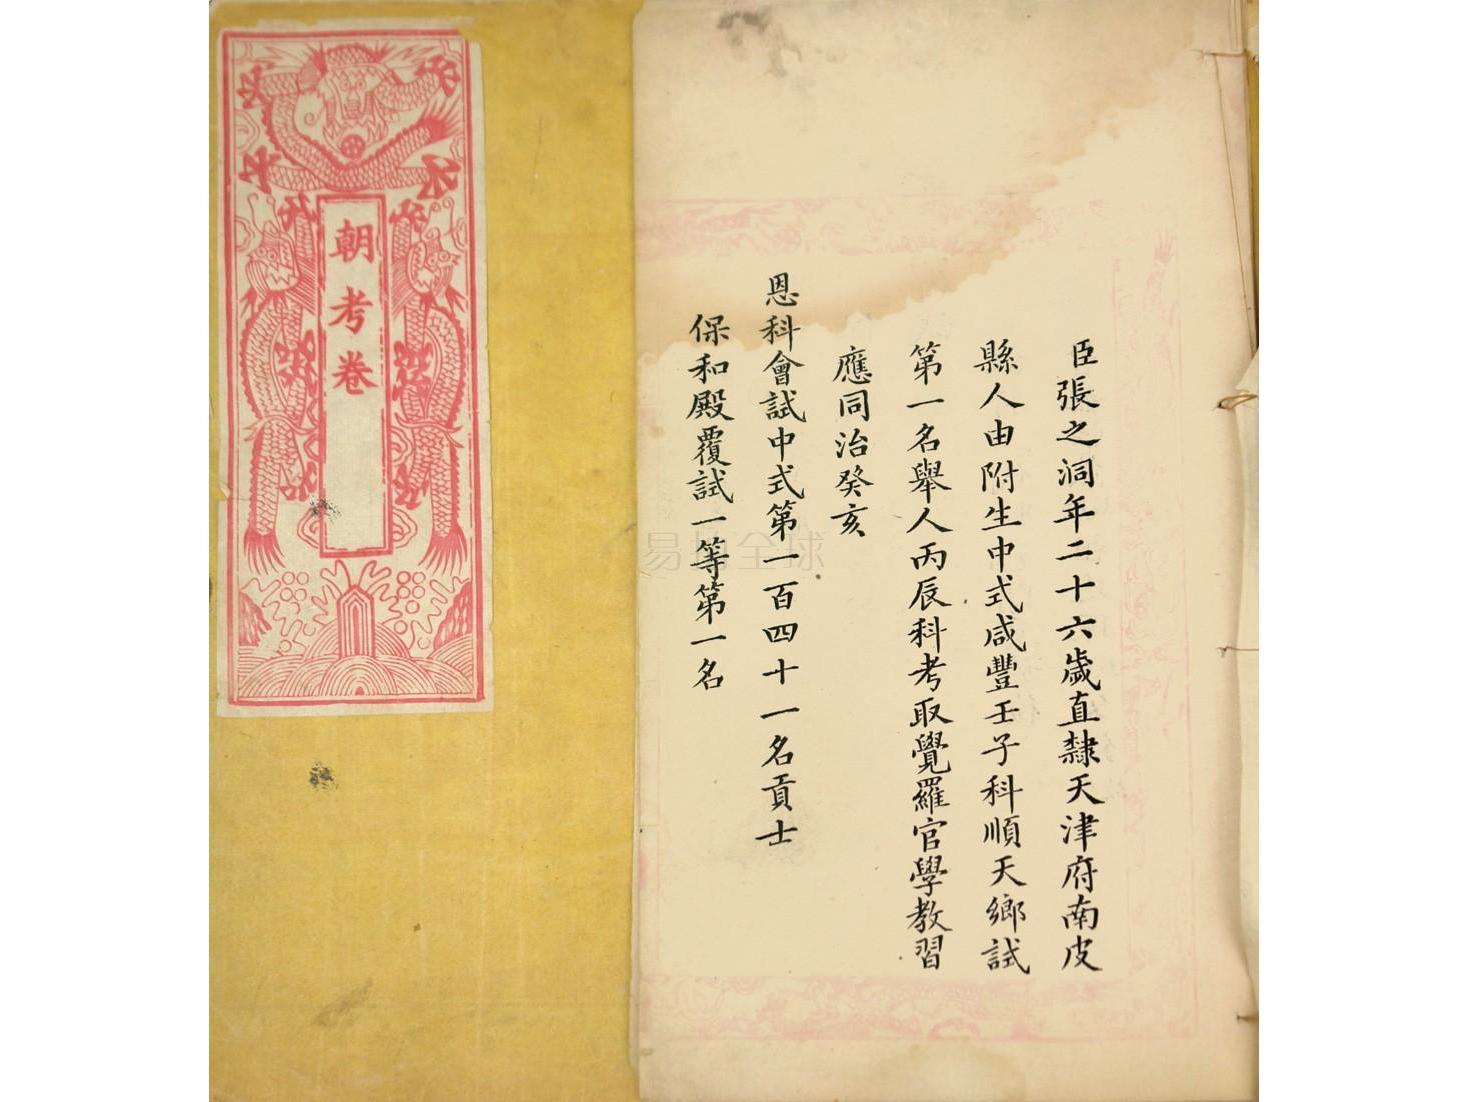 臣張之洞年二十六歲直隸天津府南皮
縣人由附生中式咸豐壬子科順天鄉試
第一名舉人丙辰科考取覺羅官學教習
應同治癸亥
恩科會試中式第一百四十一名貢士
保和殿覆試一等第一名
朝考卷
易拍全球